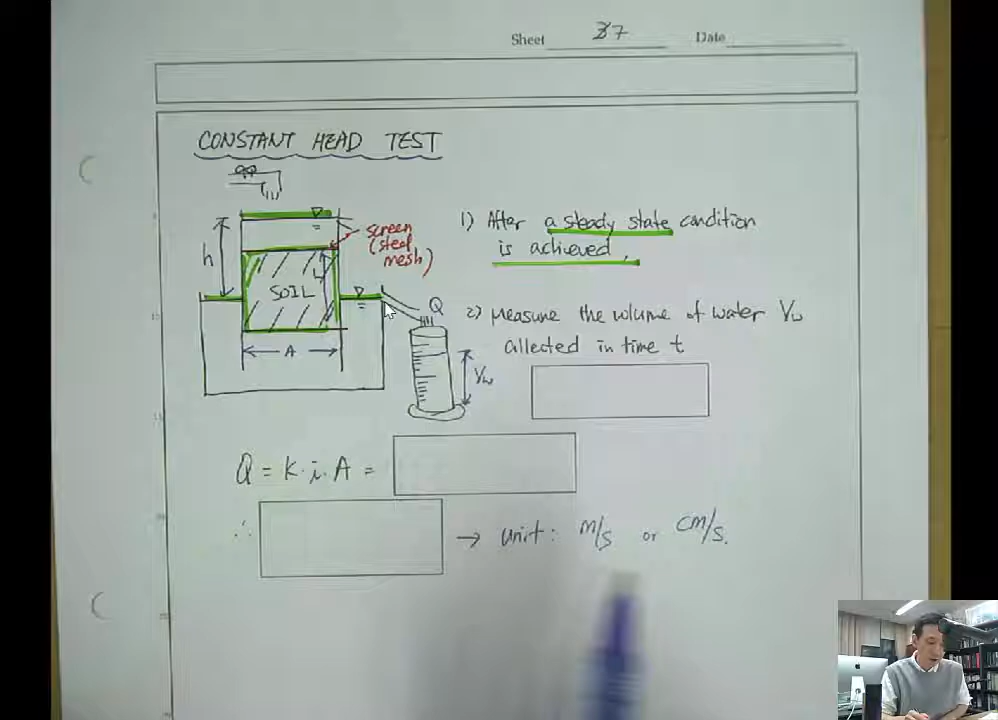 Sheet 37 Date
CONSTANT HEAD TEST
screen
(steel
mesh)
h
L
SOIL
A
Q
Vw
1) After a steady state condition
is achieved,
2) Measure the volume of water Vw
collected in time t
Q = k · i · A =
∴ → unit: m/s or cm/s.